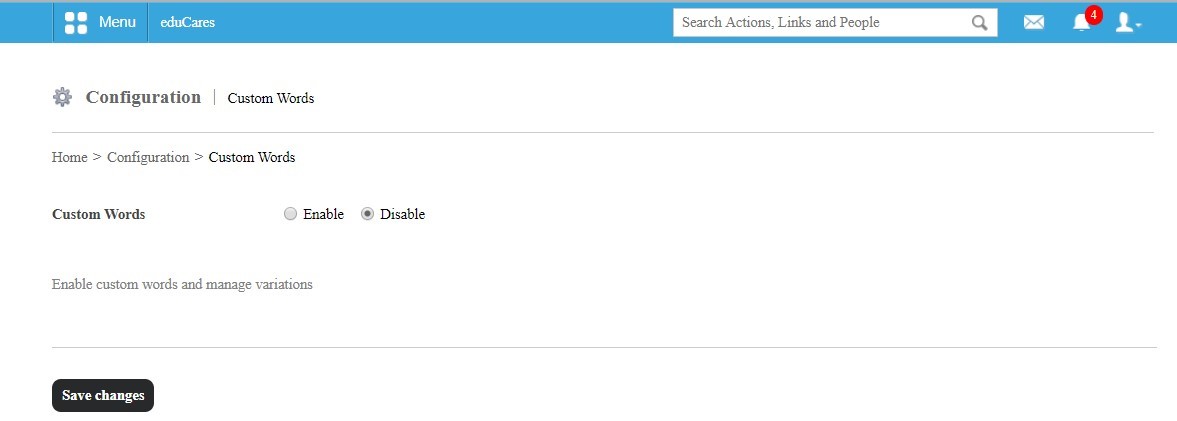 Menu eduCares Search Actions, Links and People 4
Configuration | Custom Words
Home > Configuration > Custom Words
Custom Words Enable Disable
Enable custom words and manage variations
Save changes